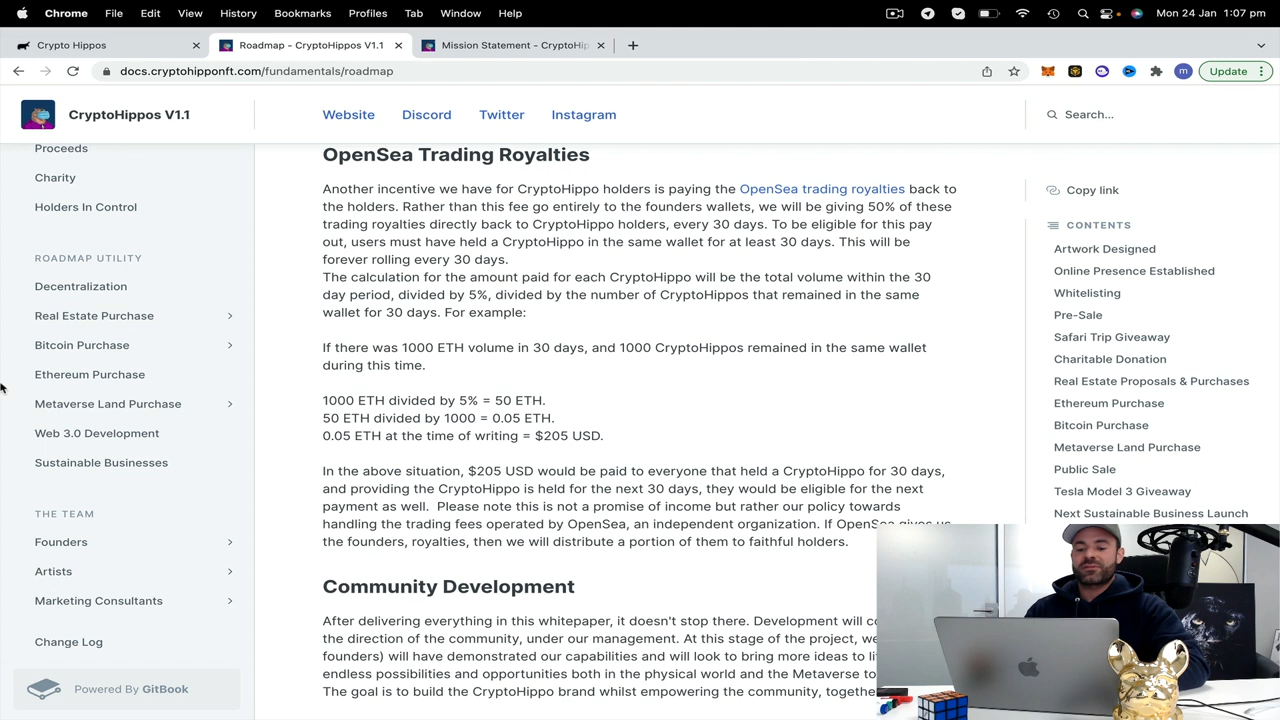 Chrome File Edit View History Bookmarks Profiles Tab Window Help Mon 24 Jan 1:07 pm
Crypto Hippos
Roadmap - CryptoHippos V1.1
Mission Statement - CryptoHip
docs.cryptohipponft.com/fundamentals/roadmap
m
Update
CryptoHippos V1.1
Website Discord Twitter Instagram
Search...
Proceeds
Charity
Holders In Control
ROADMAP UTILITY
Decentralization
Real Estate Purchase
Bitcoin Purchase
Ethereum Purchase
Metaverse Land Purchase
Web 3.0 Development
Sustainable Businesses
THE TEAM
Founders
Artists
Marketing Consultants
Change Log
Powered By GitBook
OpenSea Trading Royalties
Another incentive we have for CryptoHippo holders is paying the OpenSea trading royalties back to
the holders. Rather than this fee go entirely to the founders wallets, we will be giving 50% of these
trading royalties directly back to CryptoHippo holders, every 30 days. To be eligible for this pay
out, users must have held a CryptoHippo in the same wallet for at least 30 days. This will be
forever rolling every 30 days.
The calculation for the amount paid for each CryptoHippo will be the total volume within the 30
day period, divided by 5%, divided by the number of CryptoHippos that remained in the same
wallet for 30 days. For example:
If there was 1000 ETH volume in 30 days, and 1000 CryptoHippos remained in the same wallet
during this time.
1000 ETH divided by 5% = 50 ETH.
50 ETH divided by 1000 = 0.05 ETH.
0.05 ETH at the time of writing = $205 USD.
In the above situation, $205 USD would be paid to everyone that held a CryptoHippo for 30 days,
and providing the CryptoHippo is held for the next 30 days, they would be eligible for the next
payment as well. Please note this is not a promise of income but rather our policy towards
handling the trading fees operated by OpenSea, an independent organization. If OpenSea gives us
the founders, royalties, then we will distribute a portion of them to faithful holders.
Community Development
After delivering everything in this whitepaper, it doesn't stop there. Development will
the direction of the community, under our management. At this stage of the project, we
founders) will have demonstrated our capabilities and will look to bring more ideas to
endless possibilities and opportunities both in the physical world and the Metaverse to
The goal is to build the CryptoHippo brand whilst empowering the community,
Copy link
CONTENTS
Artwork Designed
Online Presence Established
Whitelisting
Pre-Sale
Safari Trip Giveaway
Charitable Donation
Real Estate Proposals & Purchases
Ethereum Purchase
Bitcoin Purchase
Metaverse Land Purchase
Public Sale
Tesla Model 3 Giveaway
Next Sustainable Business Launch